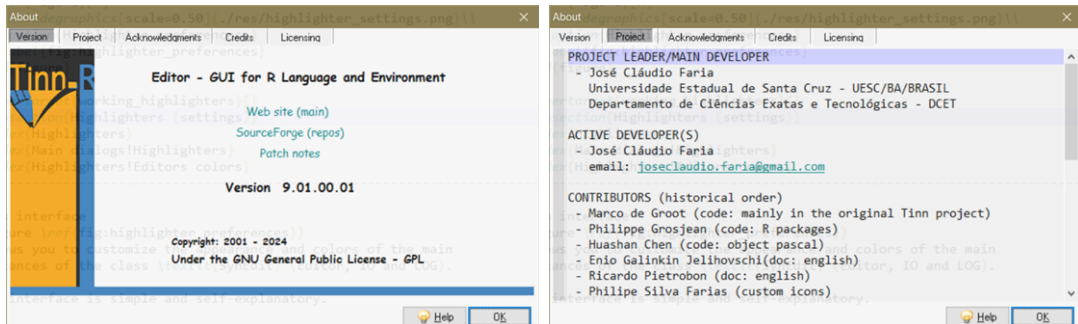 About
Version Project Acknowledgments Credits Licensing
Tinn-R
Editor - GUI for R Language and Environment
Web site (main)
SourceForge (repos)
Patch notes
Version 9.01.00.01
Copyright: 2001 - 2024
Under the GNU General Public License - GPL
Help OK
About
Version Project Acknowledgments Credits Licensing
PROJECT LEADER/MAIN DEVELOPER
- José Cláudio Faria
Universidade Estadual de Santa Cruz - UESC/BA/BRASIL
Departamento de Ciências Exatas e Tecnológicas - DCET
ACTIVE DEVELOPER(S)
- José Cláudio Faria
email: joseclaudio.faria@gmail.com
CONTRIBUTORS (historical order)
- Marco de Groot (code: mainly in the original Tinn project)
- Philippe Grosjean (code: R packages)
- Huashan Chen (code: object pascal)
- Enio Galinkin Jelihovschi(doc: english)
- Ricardo Pietrobon (doc: english)
- Philipe Silva Farias (custom icons)
Help OK